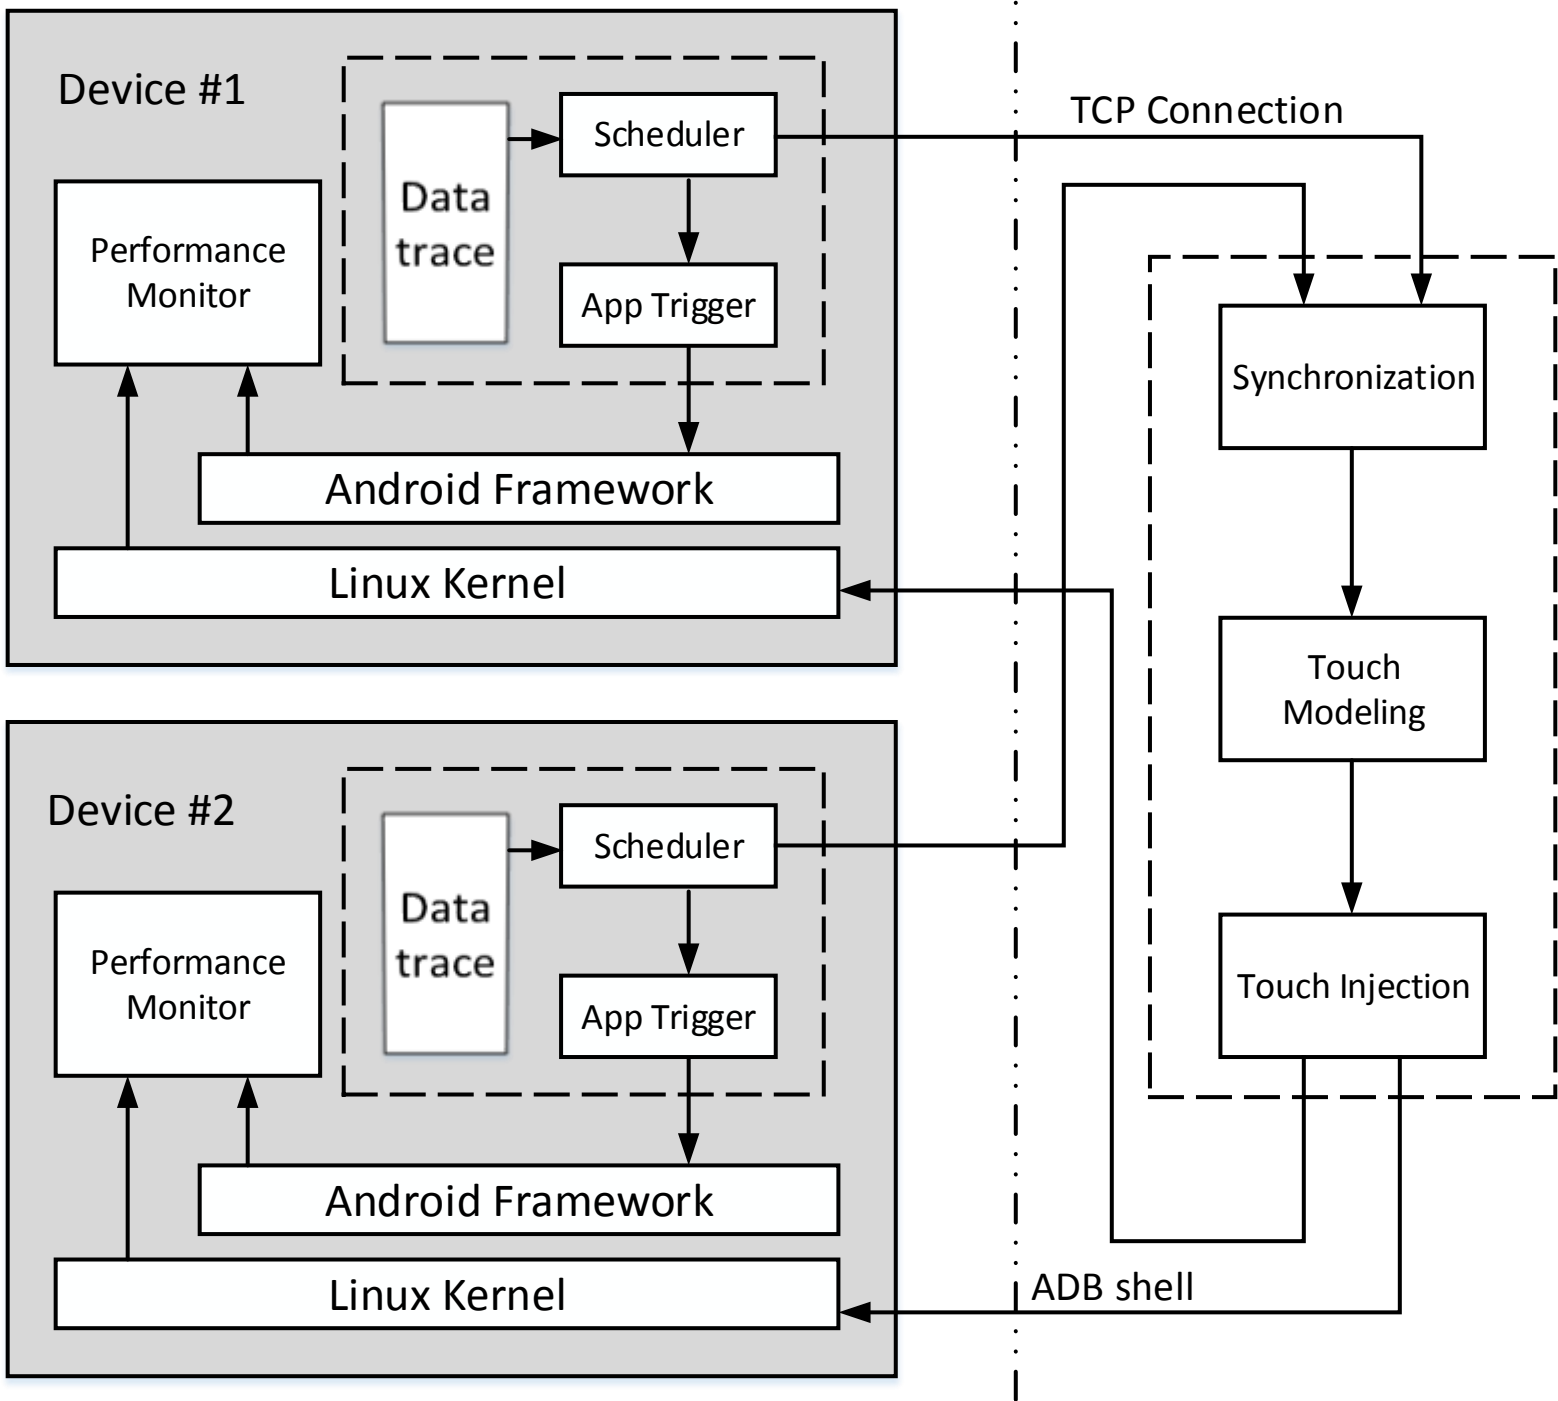 Device #1
Data
trace
Scheduler
App Trigger
Performance
Monitor
Android Framework
Linux Kernel
TCP Connection
Synchronization
Touch
Modeling
Touch Injection
Device #2
Data
trace
Scheduler
App Trigger
Performance
Monitor
Android Framework
Linux Kernel
ADB shell